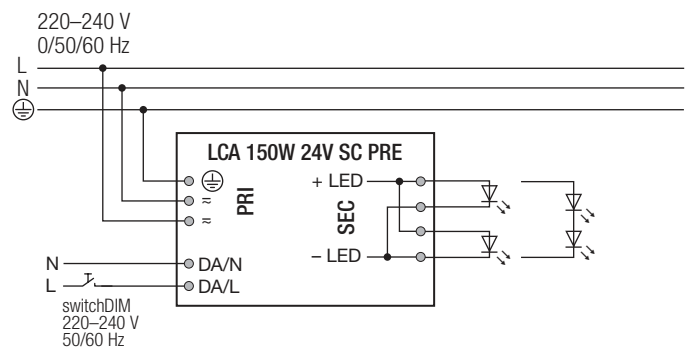 220–240 V
0/50/60 Hz
L
N
LCA 150W 24V SC PRE
+ LED
≂
PRI
SEC
≂
– LED
N
DA/N
L
DA/L
switchDIM
220–240 V
50/60 Hz